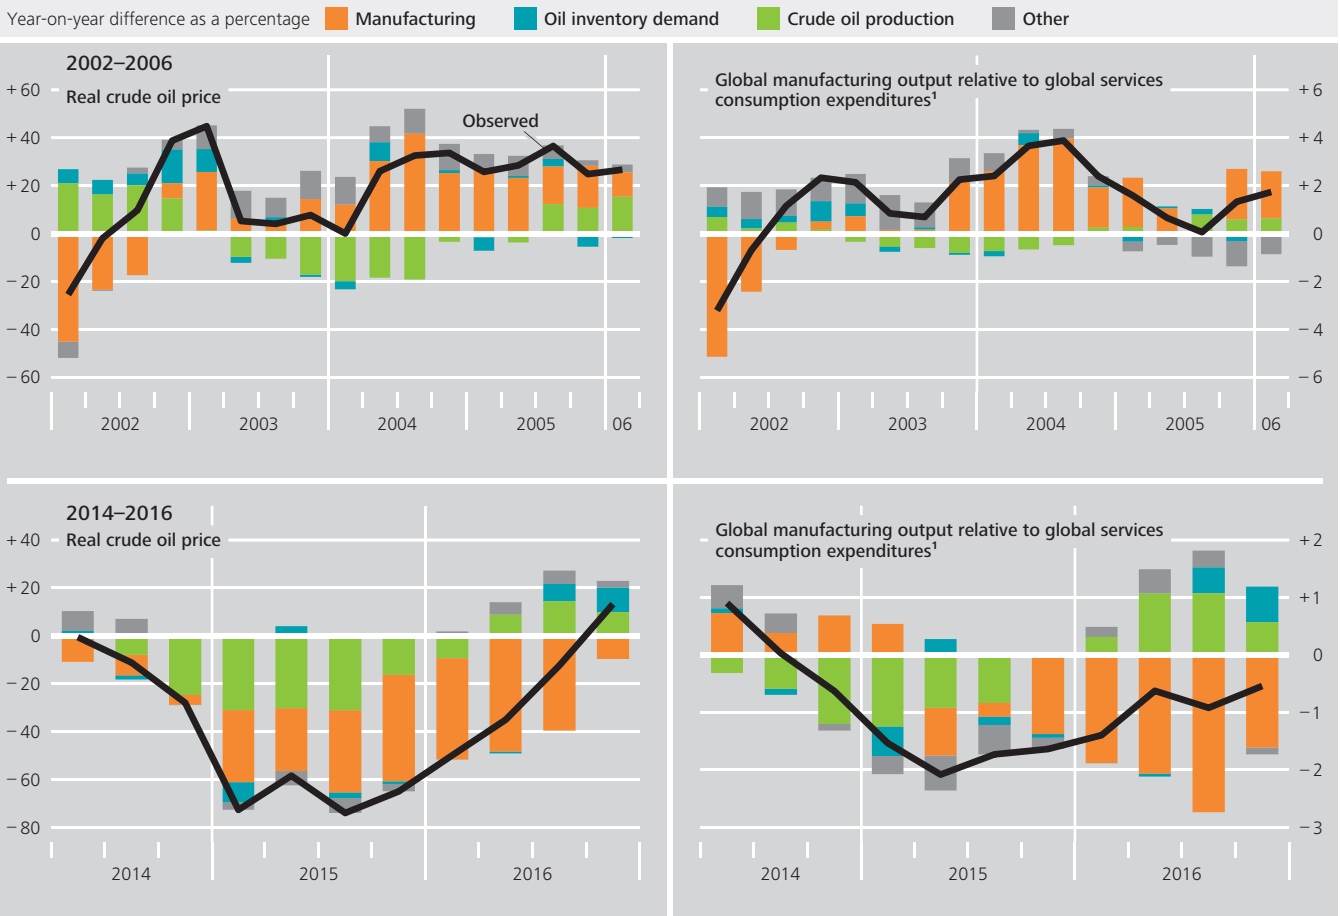 Year-on-year difference as a percentage Manufacturing Oil inventory demand Crude oil production Other
2002–2006
Real crude oil price
Observed
+60
+40
+20
0
−20
−40
−60
2002 2003 2004 2005 06
Global manufacturing output relative to global services
consumption expenditures¹
+6
+4
+2
0
−2
−4
−6
2002 2003 2004 2005 06
2014–2016
Real crude oil price
+40
+20
0
−20
−40
−60
−80
2014 2015 2016
Global manufacturing output relative to global services
consumption expenditures¹
+2
+1
0
−1
−2
−3
2014 2015 2016